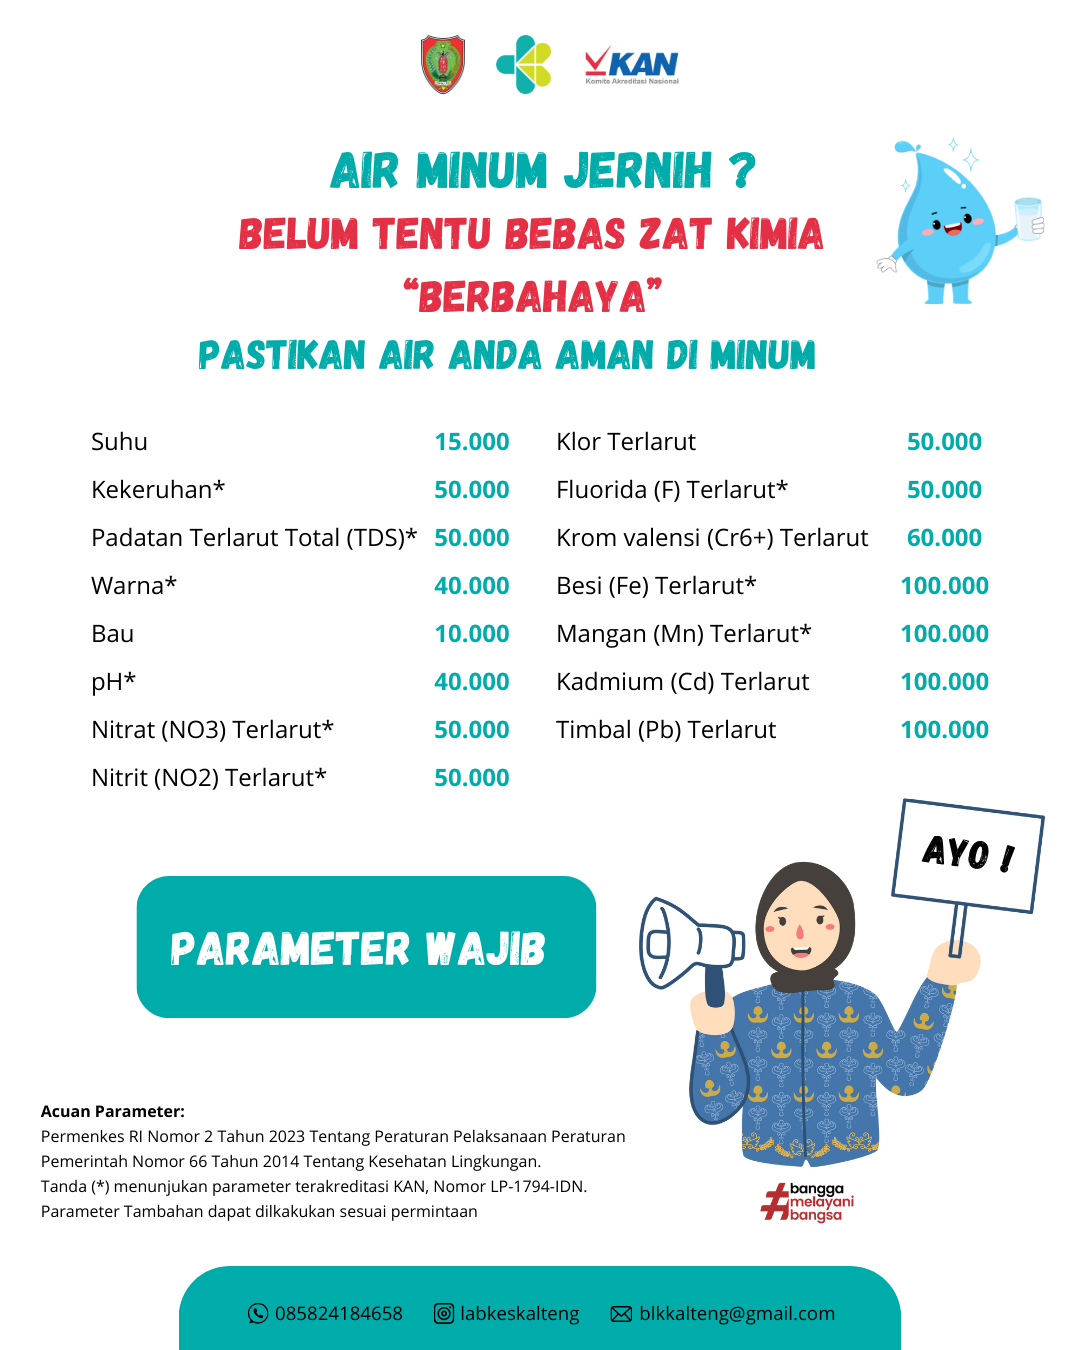 KAN
Komite Akreditasi Nasional
AIR MINUM JERNIH ?
BELUM TENTU BEBAS ZAT KIMIA
“BERBAHAYA”
PASTIKAN AIR ANDA AMAN DI MINUM
Suhu 15.000
Kekeruhan* 50.000
Padatan Terlarut Total (TDS)* 50.000
Warna* 40.000
Bau 10.000
pH* 40.000
Nitrat (NO3) Terlarut* 50.000
Nitrit (NO2) Terlarut* 50.000
Klor Terlarut 50.000
Fluorida (F) Terlarut* 50.000
Krom valensi (Cr6+) Terlarut 60.000
Besi (Fe) Terlarut* 100.000
Mangan (Mn) Terlarut* 100.000
Kadmium (Cd) Terlarut 100.000
Timbal (Pb) Terlarut 100.000
AYO !
PARAMETER WAJIB
Acuan Parameter:
Permenkes RI Nomor 2 Tahun 2023 Tentang Peraturan Pelaksanaan Peraturan
Pemerintah Nomor 66 Tahun 2014 Tentang Kesehatan Lingkungan.
Tanda (*) menunjukan parameter terakreditasi KAN, Nomor LP-1794-IDN.
Parameter Tambahan dapat dilkakukan sesuai permintaan
# bangga
melayani
bangsa
085824184658 labkeskalteng blkkalteng@gmail.com